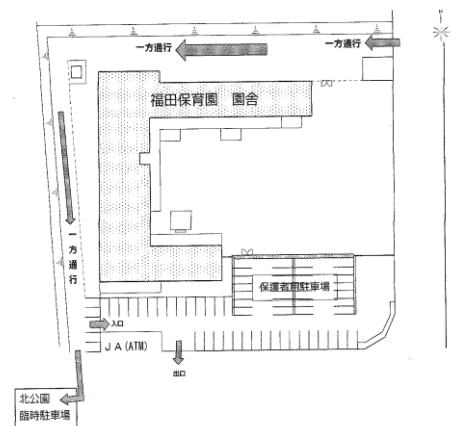 一方通行
一方通行
福田保育園 園舎
一方通行
保護者用駐車場
入口
JA(ATM)
出口
北公園
臨時駐車場